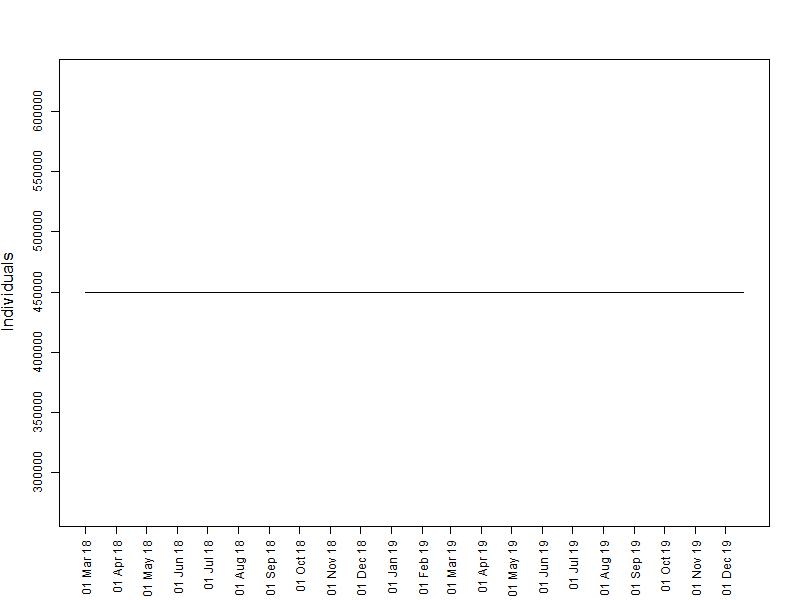 Individuals
600000
550000
500000
450000
400000
350000
300000
01 Mar 18
01 Apr 18
01 May 18
01 Jun 18
01 Jul 18
01 Aug 18
01 Sep 18
01 Oct 18
01 Nov 18
01 Dec 18
01 Jan 19
01 Feb 19
01 Mar 19
01 Apr 19
01 May 19
01 Jun 19
01 Jul 19
01 Aug 19
01 Sep 19
01 Oct 19
01 Nov 19
01 Dec 19